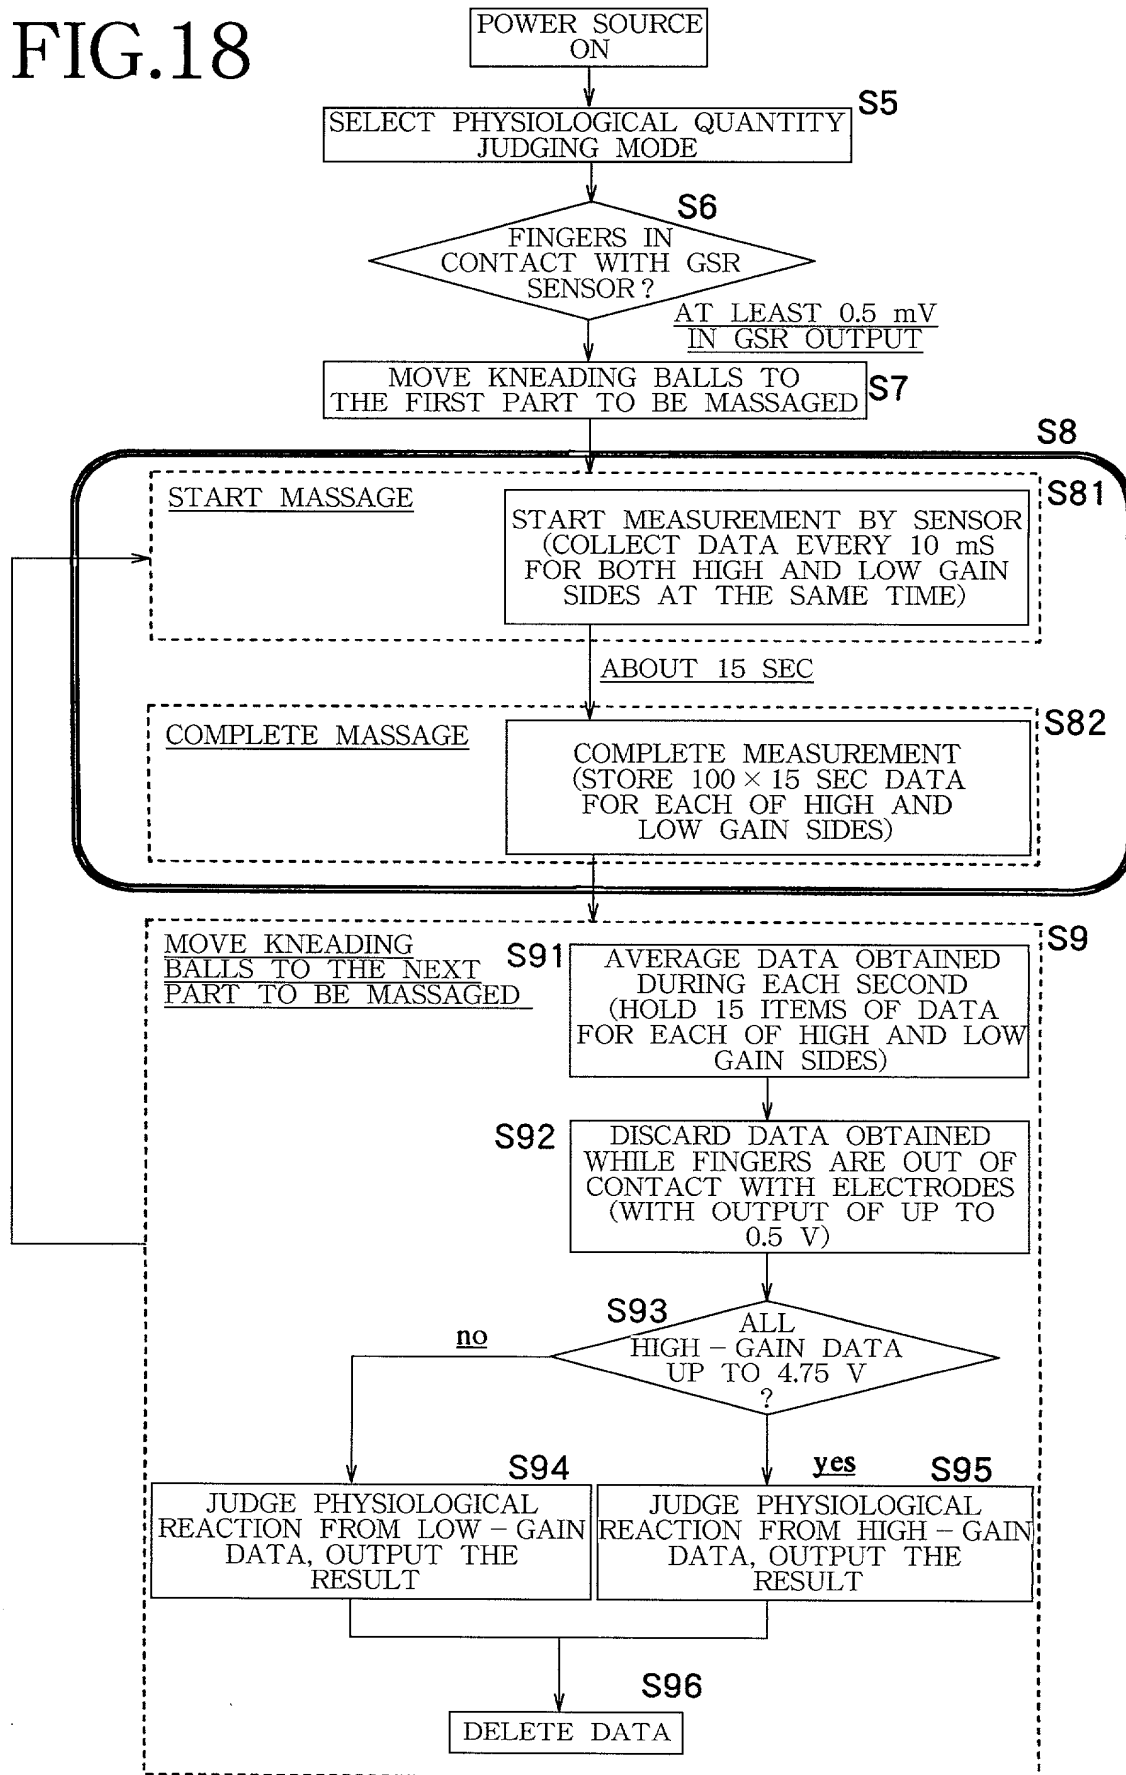 FIG.18
POWER SOURCE
ON
S5
SELECT PHYSIOLOGICAL QUANTITY
JUDGING MODE
S6
FINGERS IN
CONTACT WITH GSR
SENSOR?
AT LEAST 0.5 mV
IN GSR OUTPUT
MOVE KNEADING BALLS TO
THE FIRST PART TO BE MASSAGED
S7
S8
START MASSAGE
S81
START MEASUREMENT BY SENSOR
(COLLECT DATA EVERY 10 mS
FOR BOTH HIGH AND LOW GAIN
SIDES AT THE SAME TIME)
ABOUT 15 SEC
COMPLETE MASSAGE
S82
COMPLETE MEASUREMENT
(STORE 100 × 15 SEC DATA
FOR EACH OF HIGH AND
LOW GAIN SIDES)
S9
MOVE KNEADING
BALLS TO THE NEXT
PART TO BE MASSAGED
S91
AVERAGE DATA OBTAINED
DURING EACH SECOND
(HOLD 15 ITEMS OF DATA
FOR EACH OF HIGH AND LOW
GAIN SIDES)
S92
DISCARD DATA OBTAINED
WHILE FINGERS ARE OUT OF
CONTACT WITH ELECTRODES
(WITH OUTPUT OF UP TO
0.5 V)
S93
ALL
HIGH-GAIN DATA
UP TO 4.75 V
?
no
yes
S94
JUDGE PHYSIOLOGICAL
REACTION FROM LOW-GAIN
DATA, OUTPUT THE
RESULT
S95
JUDGE PHYSIOLOGICAL
REACTION FROM HIGH-GAIN
DATA, OUTPUT THE
RESULT
S96
DELETE DATA